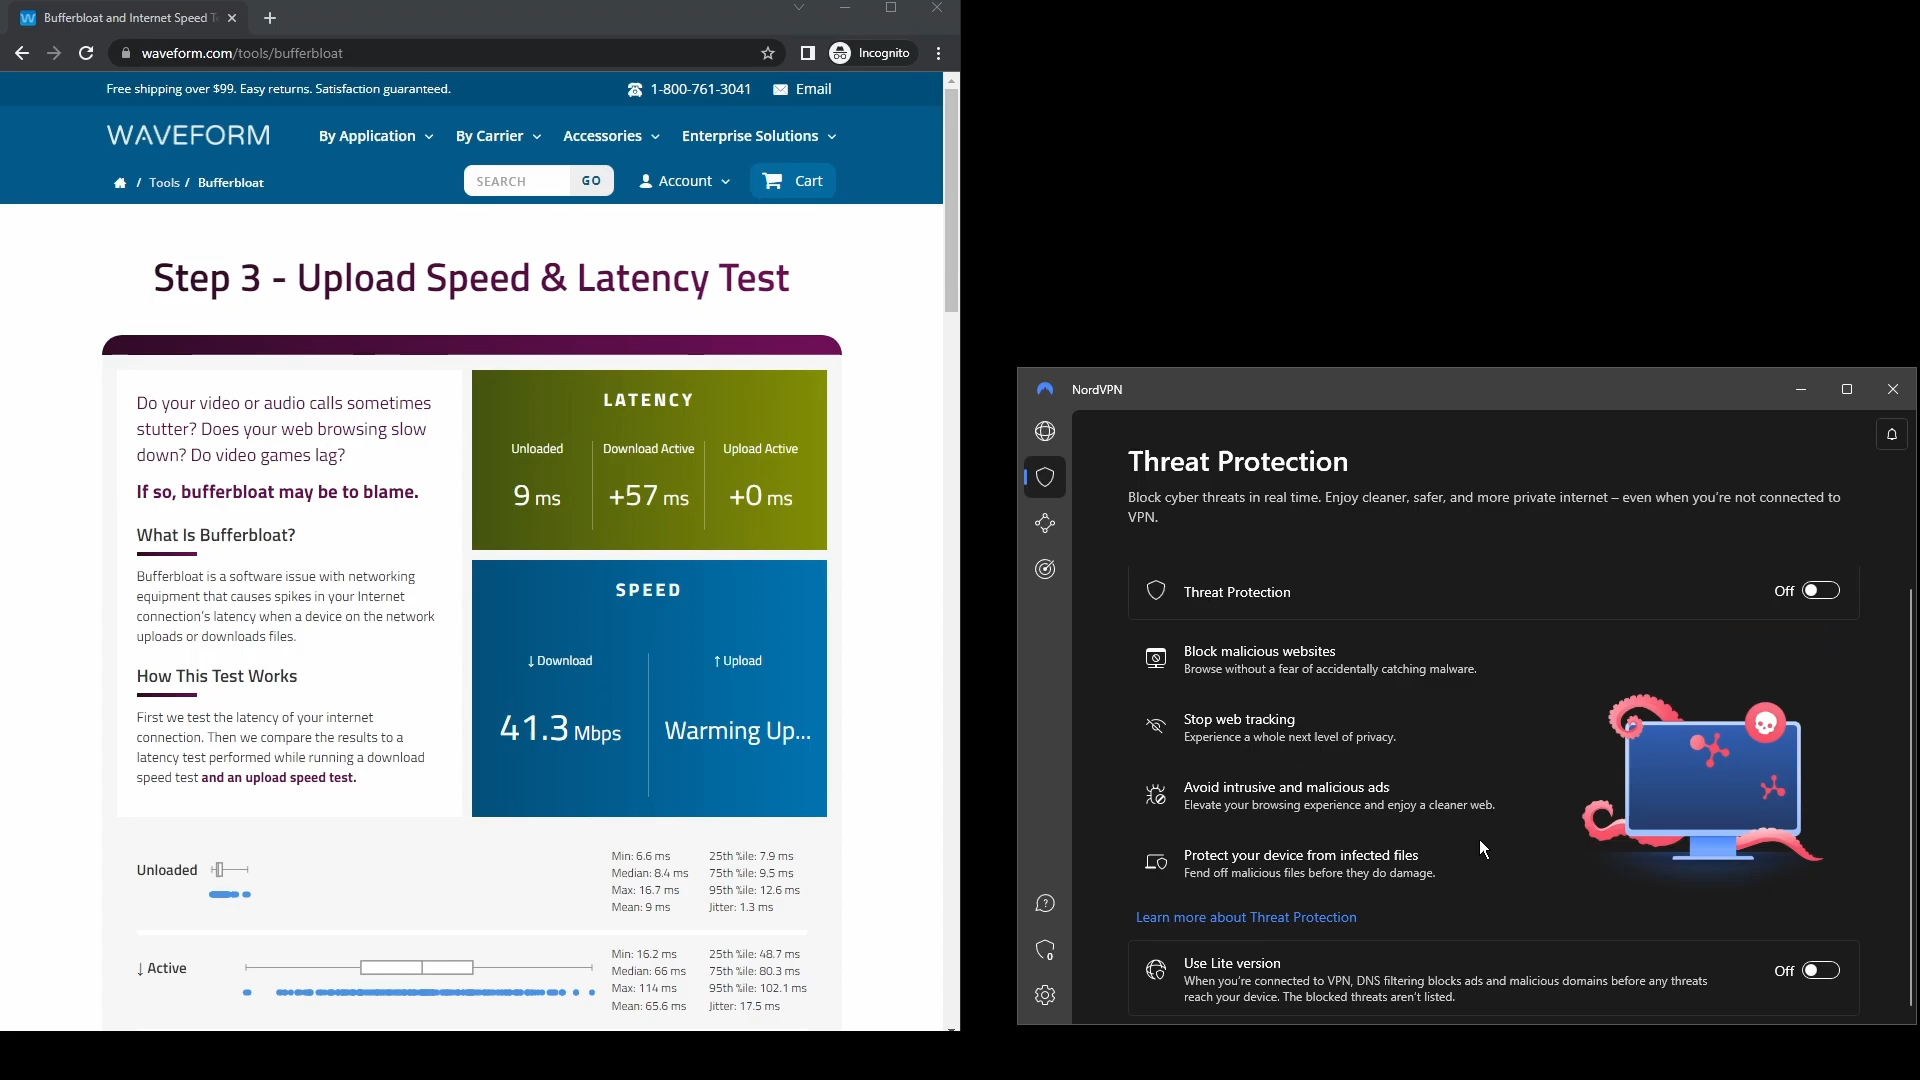 Bufferbloat and Internet Speed T
waveform.com/tools/bufferbloat
Incognito
Free shipping over $99. Easy returns. Satisfaction guaranteed.
1-800-761-3041
Email
WAVEFORM
By Application
By Carrier
Accessories
Enterprise Solutions
/ Tools / Bufferbloat
SEARCH
GO
Account
Cart
Step 3 - Upload Speed & Latency Test
Do your video or audio calls sometimes
stutter? Does your web browsing slow
down? Do video games lag?
If so, bufferbloat may be to blame.
What Is Bufferbloat?
Bufferbloat is a software issue with networking
equipment that causes spikes in your Internet
connection's latency when a device on the network
uploads or downloads files.
How This Test Works
First we test the latency of your internet
connection. Then we compare the results to a
latency test performed while running a download
speed test and an upload speed test.
LATENCY
Unloaded
Download Active
Upload Active
9 ms
+57 ms
+0 ms
SPEED
↓ Download
↑ Upload
41.3 Mbps
Warming Up...
Unloaded
Min: 6.6 ms
25th %ile: 7.9 ms
Median: 8.4 ms
75th %ile: 9.5 ms
Max: 16.7 ms
95th %ile: 12.6 ms
Mean: 9 ms
Jitter: 1.3 ms
↓ Active
Min: 16.2 ms
25th %ile: 48.7 ms
Median: 66 ms
75th %ile: 80.3 ms
Max: 114 ms
95th %ile: 102.1 ms
Mean: 65.6 ms
Jitter: 17.5 ms
NordVPN
Threat Protection
Block cyber threats in real time. Enjoy cleaner, safer, and more private internet – even when you're not connected to
VPN.
Threat Protection
Off
Block malicious websites
Browse without a fear of accidentally catching malware.
Stop web tracking
Experience a whole next level of privacy.
Avoid intrusive and malicious ads
Elevate your browsing experience and enjoy a cleaner web.
Protect your device from infected files
Fend off malicious files before they do damage.
Learn more about Threat Protection
Use Lite version
When you're connected to VPN, DNS filtering blocks ads and malicious domains before any threats
reach your device. The blocked threats aren't listed.
Off